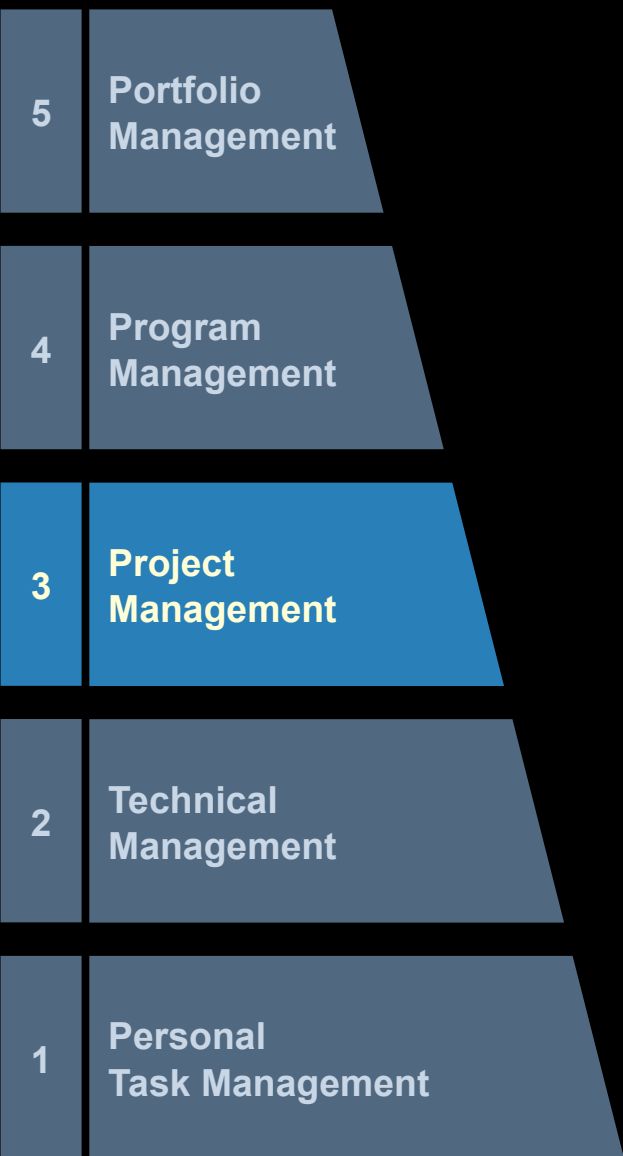 5
Portfolio
Management
4
Program
Management
3
Project
Management
2
Technical
Management
1
Personal
Task Management